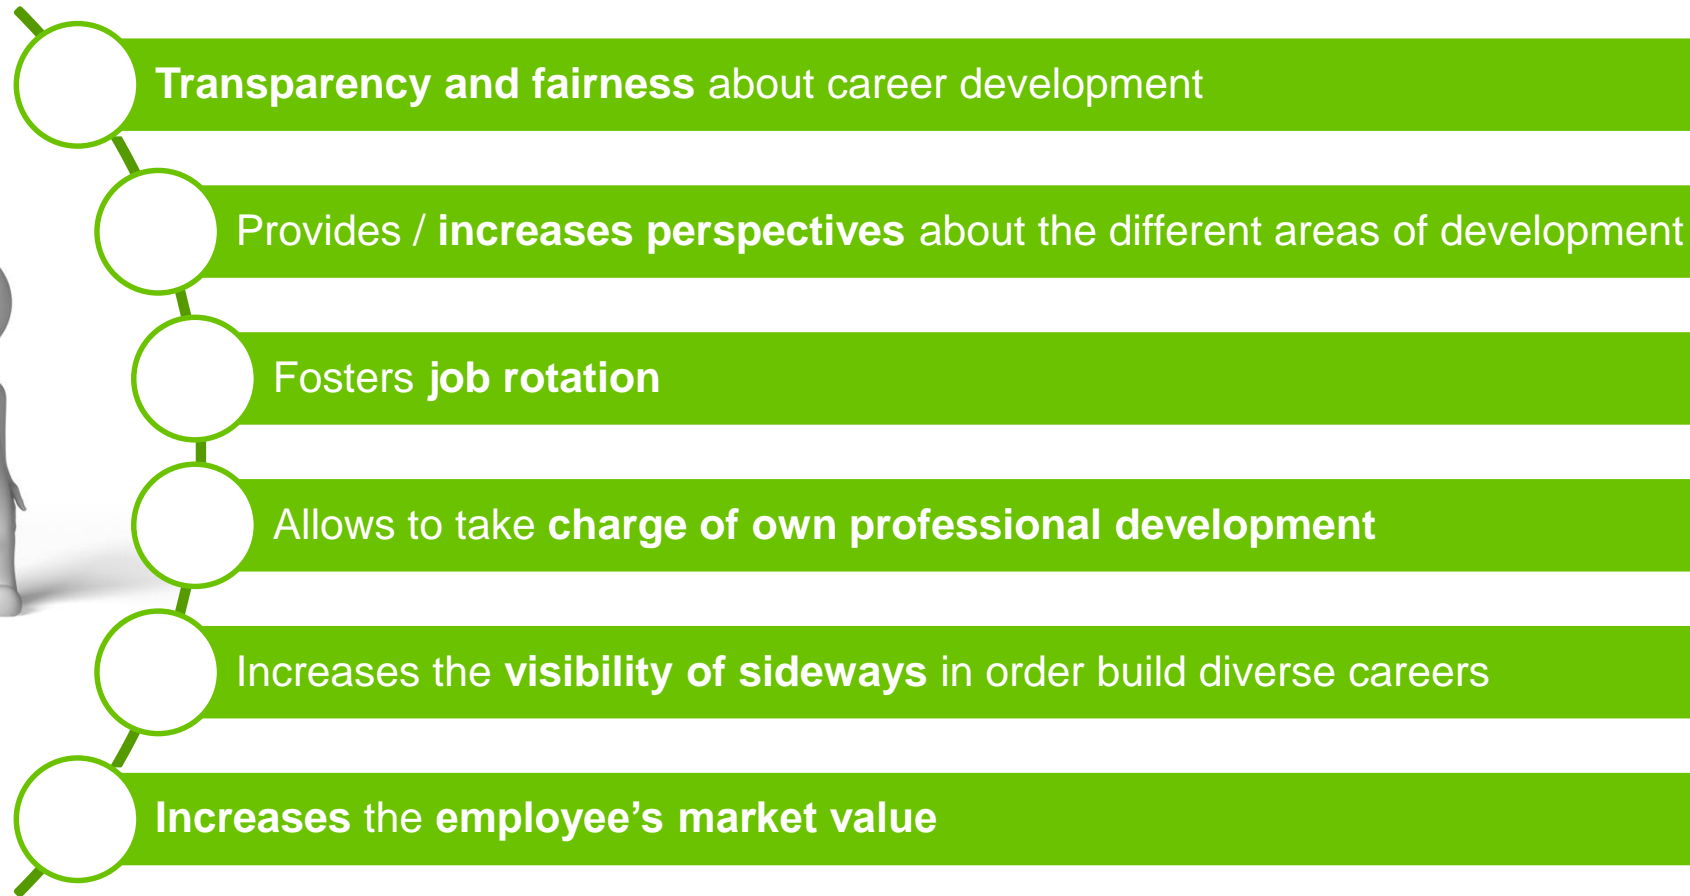 Transparency and fairness about career development
Provides / increases perspectives about the different areas of development
Fosters job rotation
Allows to take charge of own professional development
Increases the visibility of sideways in order build diverse careers
Increases the employee’s market value